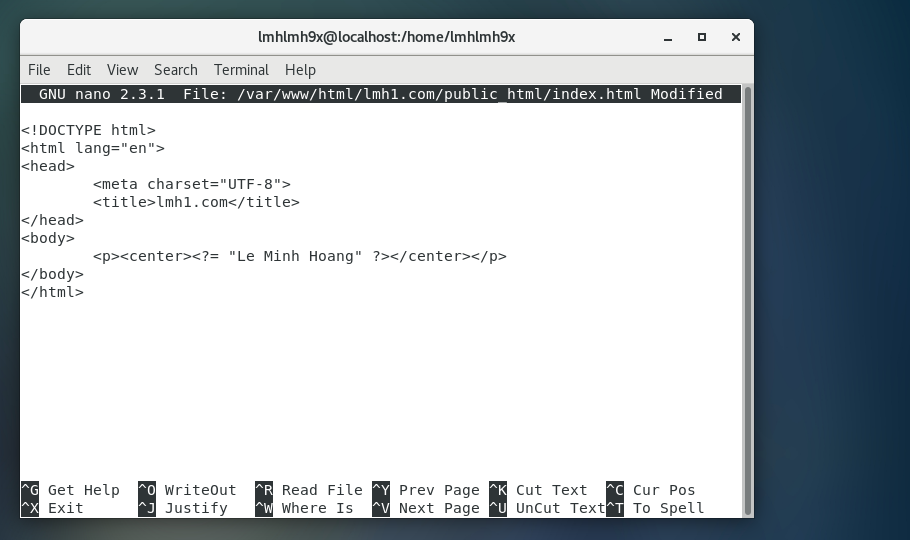 lmhlmh9x@localhost:/home/lmhlmh9x
File Edit View Search Terminal Help
GNU nano 2.3.1 File: /var/www/html/lmh1.com/public_html/index.html Modified
<!DOCTYPE html>
<html lang="en">
<head>
<meta charset="UTF-8">
<title>lmh1.com</title>
</head>
<body>
<p><center><?= "Le Minh Hoang" ?></center></p>
</body>
</html>
^G Get Help ^O WriteOut ^R Read File ^Y Prev Page ^K Cut Text ^C Cur Pos
^X Exit ^J Justify ^W Where Is ^V Next Page ^U UnCut Text^T To Spell